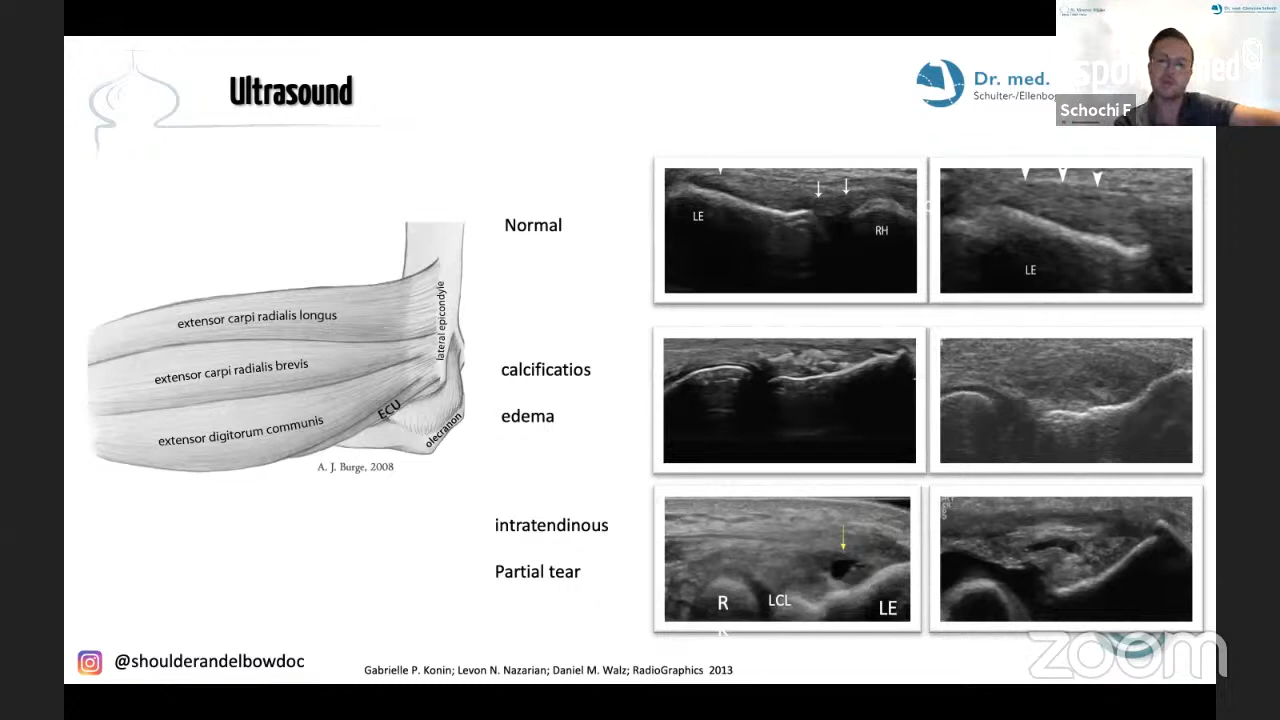 Ultrasound
Dr. med.
Schulter-/Ellenbo
Schochi F
Normal
LE
RH
LE
extensor carpi radialis longus
lateral epicondyle
extensor carpi radialis brevis
ECU
extensor digitorum communis
olecranon
A. J. Burge, 2008
calcificatios
edema
intratendinous
Partial tear
R
LCL
LE
@shoulderandelbowdoc
Gabrielle P. Konin; Levon N. Nazarian; Daniel M. Walz; RadioGraphics 2013
zoom